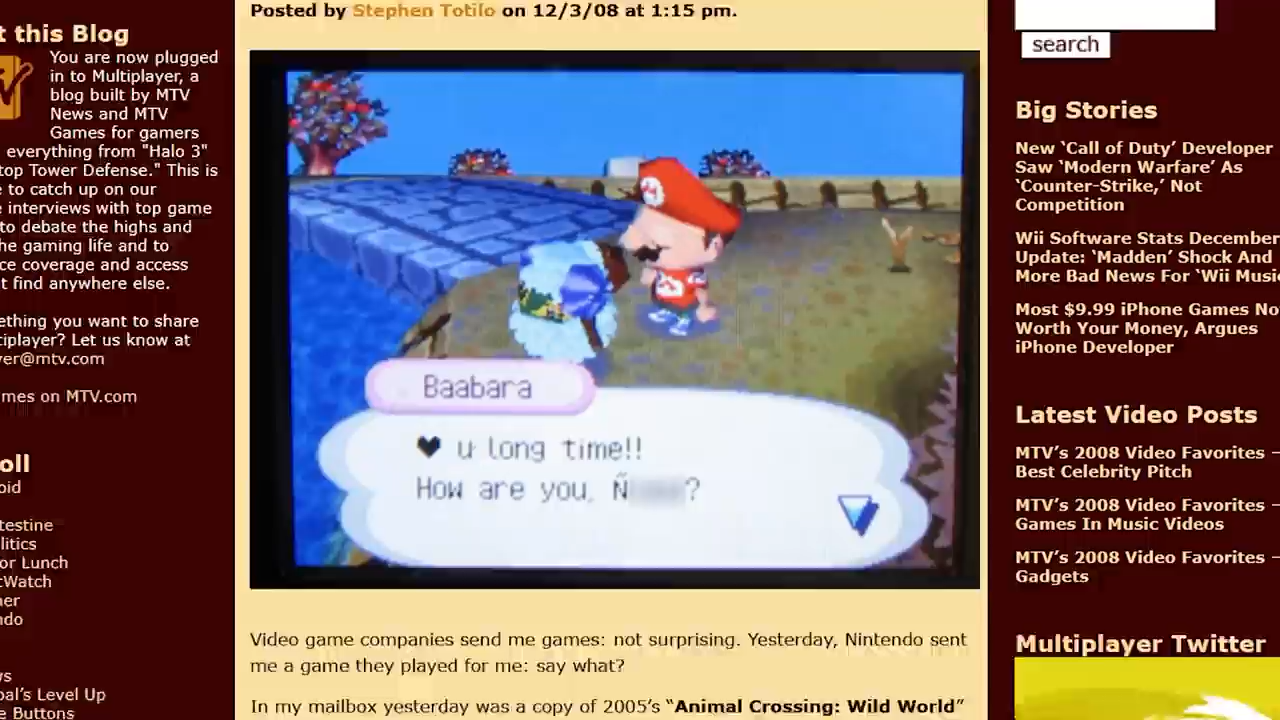 Posted by Stephen Totilo on 12/3/08 at 1:15 pm.
t this Blog
You are now plugged
in to Multiplayer, a
blog built by MTV
News and MTV
Games for gamers
everything from "Halo 3"
top Tower Defense." This is
e to catch up on our
e interviews with top game
to debate the highs and
he gaming life and to
ce coverage and access
t find anywhere else.
ething you want to share
tiplayer? Let us know at
yer@mtv.com
mes on MTV.com
oll
oid
testine
litics
or Lunch
tWatch
ner
ndo
ws
bal's Level Up
e Buttons
Baabara
♥ u long time!!
How are you, Ñ ?
Video game companies send me games: not surprising. Yesterday, Nintendo sent
me a game they played for me: say what?
In my mailbox yesterday was a copy of 2005's "Animal Crossing: Wild World"
search
Big Stories
New 'Call of Duty' Developer
Saw 'Modern Warfare' As
'Counter-Strike,' Not
Competition
Wii Software Stats December
Update: 'Madden' Shock And
More Bad News For 'Wii Musi
Most $9.99 iPhone Games No
Worth Your Money, Argues
iPhone Developer
Latest Video Posts
MTV's 2008 Video Favorites –
Best Celebrity Pitch
MTV's 2008 Video Favorites –
Games In Music Videos
MTV's 2008 Video Favorites –
Gadgets
Multiplayer Twitter